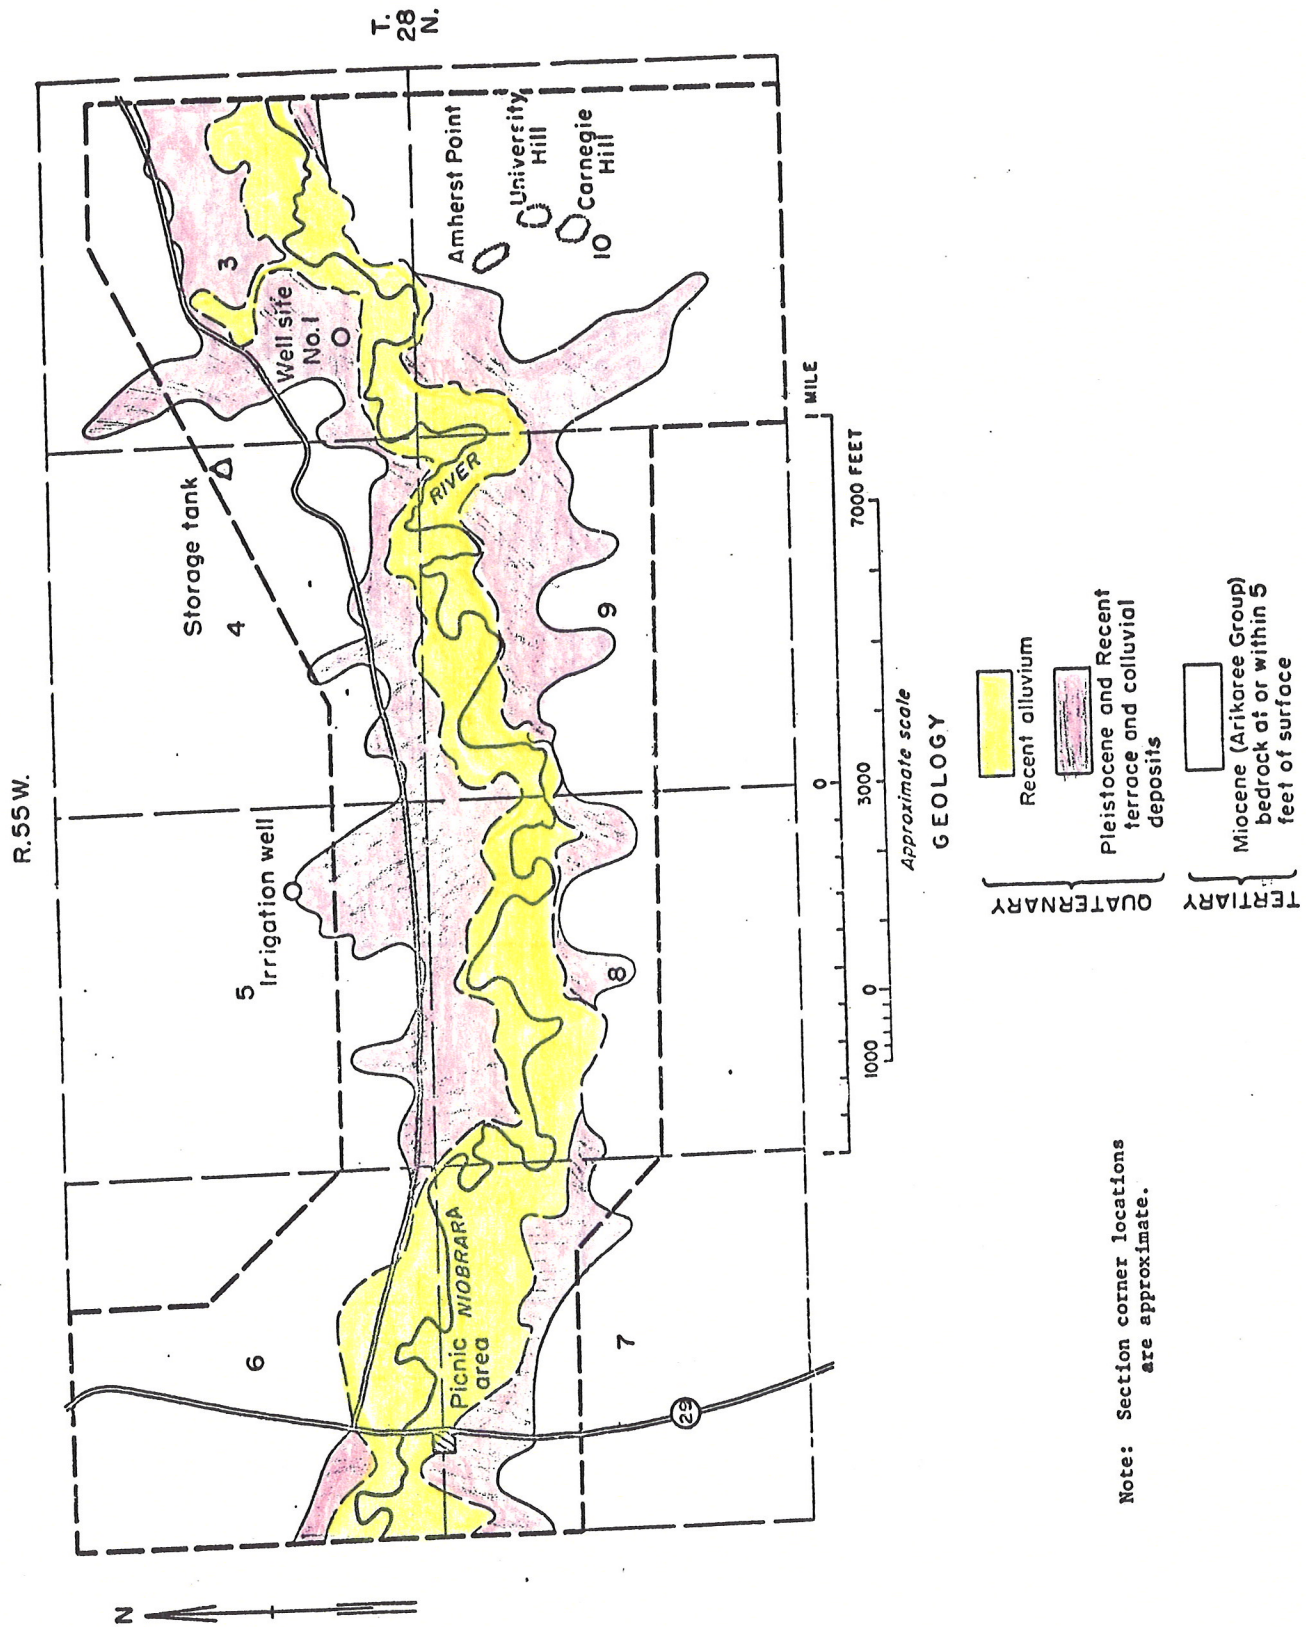 R.55 W.
T.
28
N.
6
5
Irrigation well
4
Storage tank
3
Well site
No. 1
Amherst Point
University
Hill
Carnegie
Hill
10
RIVER
9
8
NIOBRARA
Picnic
area
7
29
N
0
MILE
1000
0
3000
7000 FEET
Approximate scale
GEOLOGY
QUATERNARY
Recent alluvium
Pleistocene and Recent
terrace and colluvial
deposits
TERTIARY
Miocene (Arikaree Group)
bedrock at or within 5
feet of surface
Note: Section corner locations
are approximate.